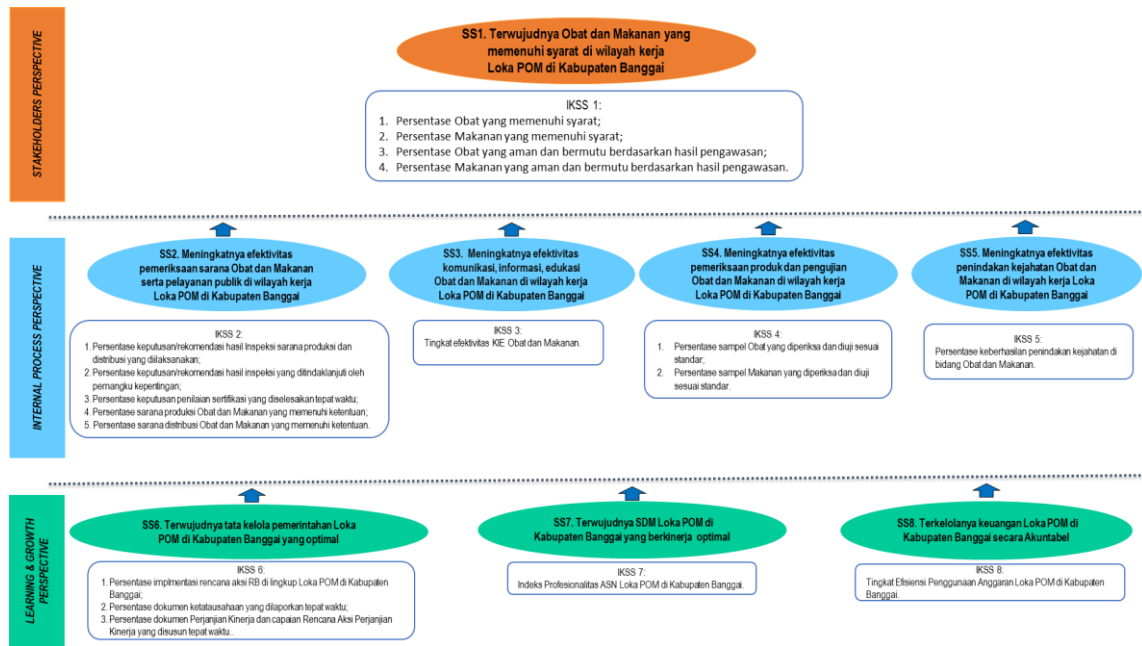 STAKEHOLDERS PERSPECTIVE
SS1. Terwujudnya Obat dan Makanan yang
memenuhi syarat di wilayah kerja
Loka POM di Kabupaten Banggai
IKSS 1:
1. Persentase Obat yang memenuhi syarat;
2. Persentase Makanan yang memenuhi syarat;
3. Persentase Obat yang aman dan bermutu berdasarkan hasil pengawasan;
4. Persentase Makanan yang aman dan bermutu berdasarkan hasil pengawasan.
INTERNAL PROCESS PERSPECTIVE
SS2. Meningkatnya efektivitas
pemeriksaan sarana Obat dan Makanan
serta pelayanan publik di wilayah kerja
Loka POM di Kabupaten Banggai
IKSS 2:
1. Persentase keputusan/rekomendasi hasil Inspeksi sarana produksi dan
distribusi yang diilaksanakan;
2. Persentase keputusan/rekomendasi hasil inspeksi yang ditindaklanjuti oleh
pemangku kepentingan;
3. Persentase keputusan penilaian sertifikasi yang diselesaikan tepat waktu;
4. Persentase sarana produksi Obat dan Makanan yang memenuhi ketentuan;
5. Persentase sarana distribusi Obat dan Makanan yang memenuhi ketentuan.
SS3. Meningkatnya efektivitas
komunikasi, informasi, edukasi
Obat dan Makanan di wilayah kerja
Loka POM di Kabupaten Banggai
IKSS 3:
Tingkat efektivitas KIE Obat dan Makanan.
SS4. Meningkatnya efektivitas
pemeriksaan produk dan pengujian
Obat dan Makanan di wilayah kerja
Loka POM di Kabupaten Banggai
IKSS 4:
1. Persentase sampel Obat yang diperiksa dan diuji sesuai
standar;
2. Persentase sampel Makanan yang diperiksa dan diuji
sesuai standar.
SS5. Meningkatnya efektivitas
penindakan kejahatan Obat dan
Makanan di wilayah kerja Loka
POM di Kabupaten Banggai
IKSS 5:
Persentase keberhasilan penindakan kejahatan di
bidang Obat dan Makanan.
LEARNING & GROWTH
PERSPECTIVE
SS6. Terwujudnya tata kelola pemerintahan Loka
POM di Kabupaten Banggai yang optimal
IKSS 6:
1. Persentase implmntasi rencana aksi RB di lingkup Loka POM di Kabupaten
Banggai;
2. Persentase dokumen ketatausahaan yang dilaporkan tepat waktu;
3. Persentase dokumen Perjanjian Kinerja dan capaian Rencana Aksi Perjanjian
Kinerja yang disusun tepat waktu..
SS7. Terwujudnya SDM Loka POM di
Kabupaten Banggai yang berkinerja optimal
IKSS 7:
Indeks Profesionalitas ASN Loka POM di Kabupaten Banggai.
SS8. Terkelolanya keuangan Loka POM di
Kabupaten Banggai secara Akuntabel
IKSS 8:
Tingkat Efisiensi Penggunaan Anggaran Loka POM di Kabupaten
Banggai.